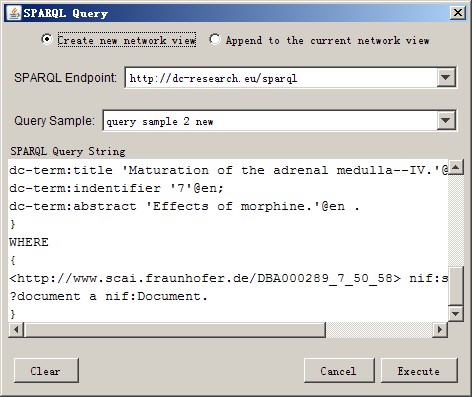 SPARQL Query
Create new network view Append to the current network view
SPARQL Endpoint: http://dc-research.eu/sparql
Query Sample: query sample 2 new
SPARQL Query String
dc-term:title 'Maturation of the adrenal medulla--IV.'@
dc-term:indentifier '7'@en;
dc-term:abstract 'Effects of morphine.'@en .
}
WHERE
{
<http://www.scai.fraunhofer.de/DBA000289_7_50_58> nif:s
?document a nif:Document.
}
Clear Cancel Execute